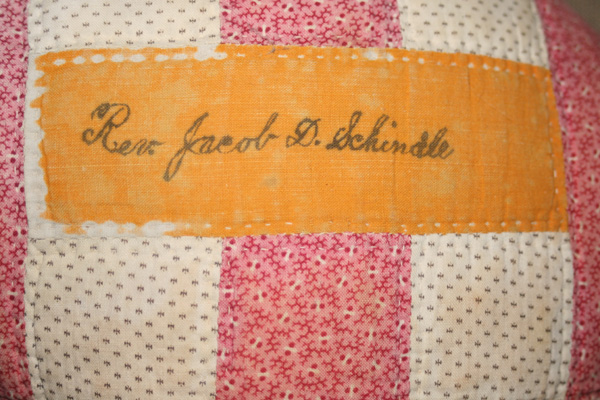 Rev. Jacob D. Schindle